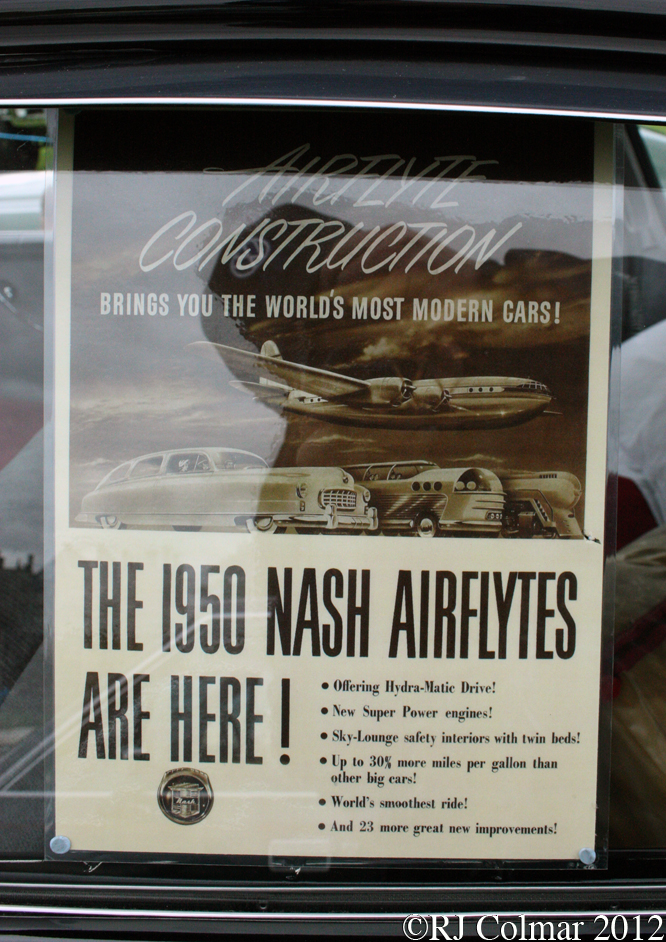 AIRFLYTE
CONSTRUCTION
BRINGS YOU THE WORLD'S MOST MODERN CARS!
THE 1950 NASH AIRFLYTES
ARE HERE!
• Offering Hydra-Matic Drive!
• New Super Power engines!
• Sky-Lounge safety interiors with twin beds!
• Up to 30% more miles per gallon than
other big cars!
• World's smoothest ride!
• And 23 more great new improvements!
Nash
©RJ Colmar 2012